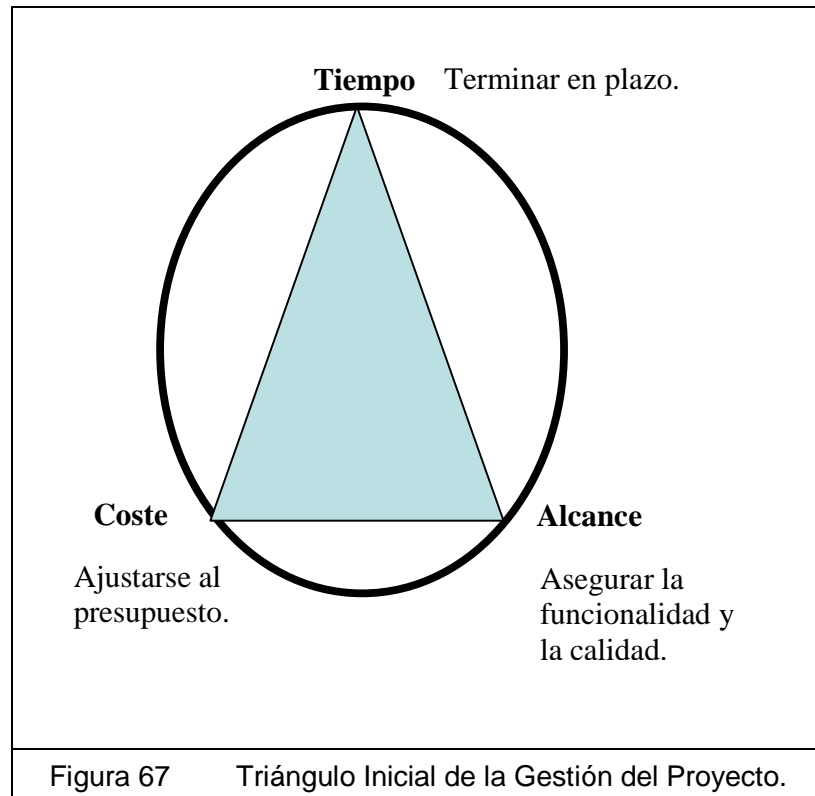 Tiempo Terminar en plazo.
Coste
Ajustarse al
presupuesto.
Alcance
Asegurar la
funcionalidad y
la calidad.
Figura 67 Triángulo Inicial de la Gestión del Proyecto.